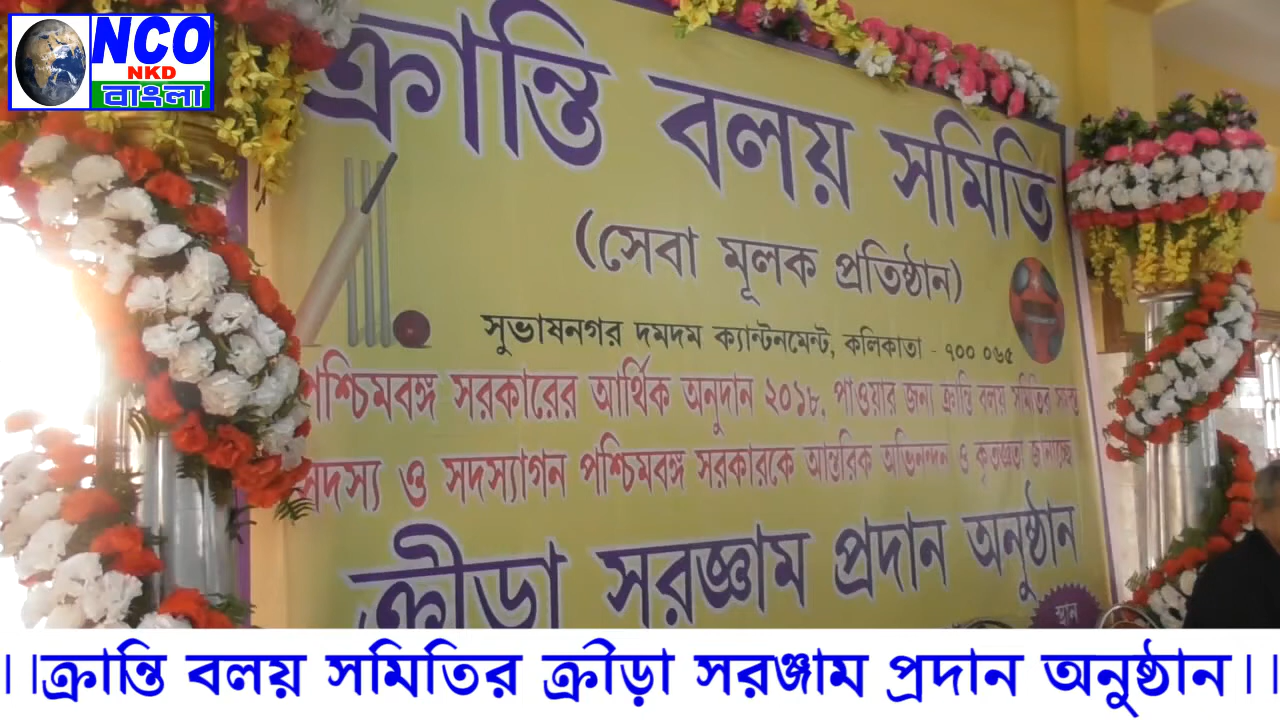 NCO
NKD
বাংলা
ক্রান্তি বলয় সমিতি
(সেবা মূলক প্রতিষ্ঠান)
সুভাষনগর দমদম ক্যান্টনমেন্ট, কলিকাতা - ৭০০ ০৬৫
পশ্চিমবঙ্গ সরকারের আর্থিক অনুদান ২০১৮, পাওয়ার জন্য ক্রান্তি বলয় সমিতির সমস্ত
সদস্য ও সদস্যাগন পশ্চিমবঙ্গ সরকারকে আন্তরিক অভিনন্দন ও কৃতজ্ঞতা জানাচ্ছে
ক্রীড়া সরজ্ঞাম প্রদান অনুষ্ঠান
স্থান
||ক্রান্তি বলয় সমিতির ক্রীড়া সরঞ্জাম প্রদান অনুষ্ঠান||